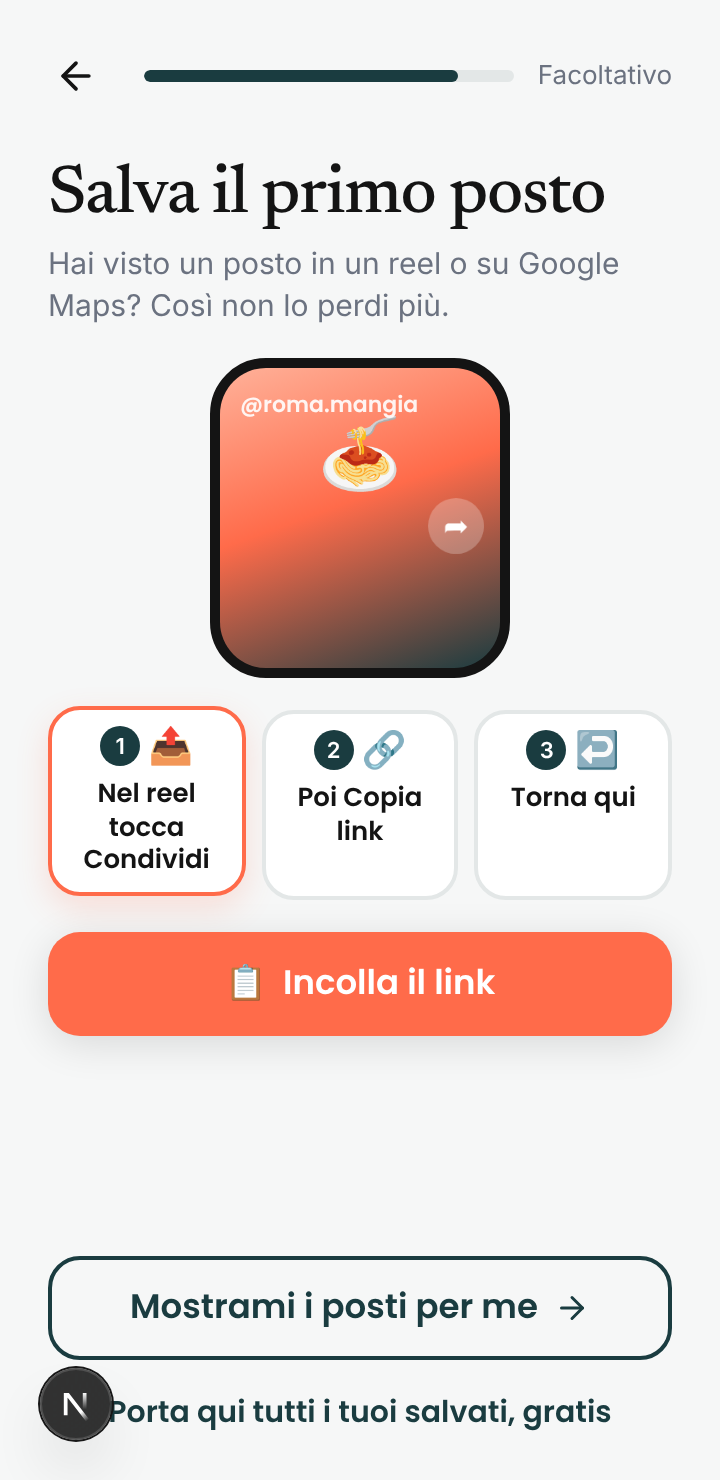 Facoltativo
Salva il primo posto
Hai visto un posto in un reel o su Google
Maps? Così non lo perdi più.
@roma.mangia
1
Nel reel
tocca
Condividi
2
Poi Copia
link
3
Torna qui
Incolla il link
Mostrami i posti per me →
N
Porta qui tutti i tuoi salvati, gratis